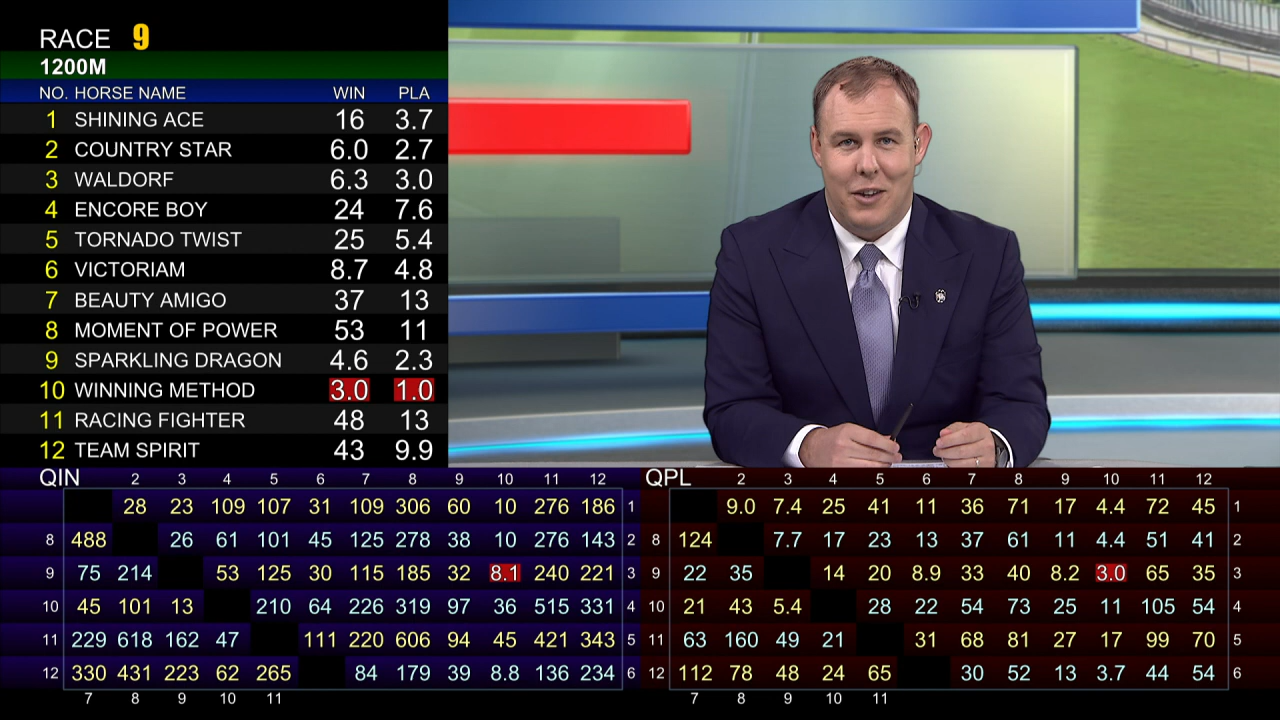 RACE 9
1200M
NO. HORSE NAME WIN PLA
1 SHINING ACE 16 3.7
2 COUNTRY STAR 6.0 2.7
3 WALDORF 6.3 3.0
4 ENCORE BOY 24 7.6
5 TORNADO TWIST 25 5.4
6 VICTORIAM 8.7 4.8
7 BEAUTY AMIGO 37 13
8 MOMENT OF POWER 53 11
9 SPARKLING DRAGON 4.6 2.3
10 WINNING METHOD 3.0 1.0
11 RACING FIGHTER 48 13
12 TEAM SPIRIT 43 9.9
QIN 2 3 4 5 6 7 8 9 10 11 12
28 23 109 107 31 109 306 60 10 276 186 1
8 488 26 61 101 45 125 278 38 10 276 143 2
9 75 214 53 125 30 115 185 32 8.1 240 221 3
10 45 101 13 210 64 226 319 97 36 515 331 4
11 229 618 162 47 111 220 606 94 45 421 343 5
12 330 431 223 62 265 84 179 39 8.8 136 234 6
7 8 9 10 11
QPL 2 3 4 5 6 7 8 9 10 11 12
9.0 7.4 25 41 11 36 71 17 4.4 72 45 1
8 124 7.7 17 23 13 37 61 11 4.4 51 41 2
9 22 35 14 20 8.9 33 40 8.2 3.0 65 35 3
10 21 43 5.4 28 22 54 73 25 11 105 54 4
11 63 160 49 21 31 68 81 27 17 99 70 5
12 112 78 48 24 65 30 52 13 3.7 44 54 6
7 8 9 10 11